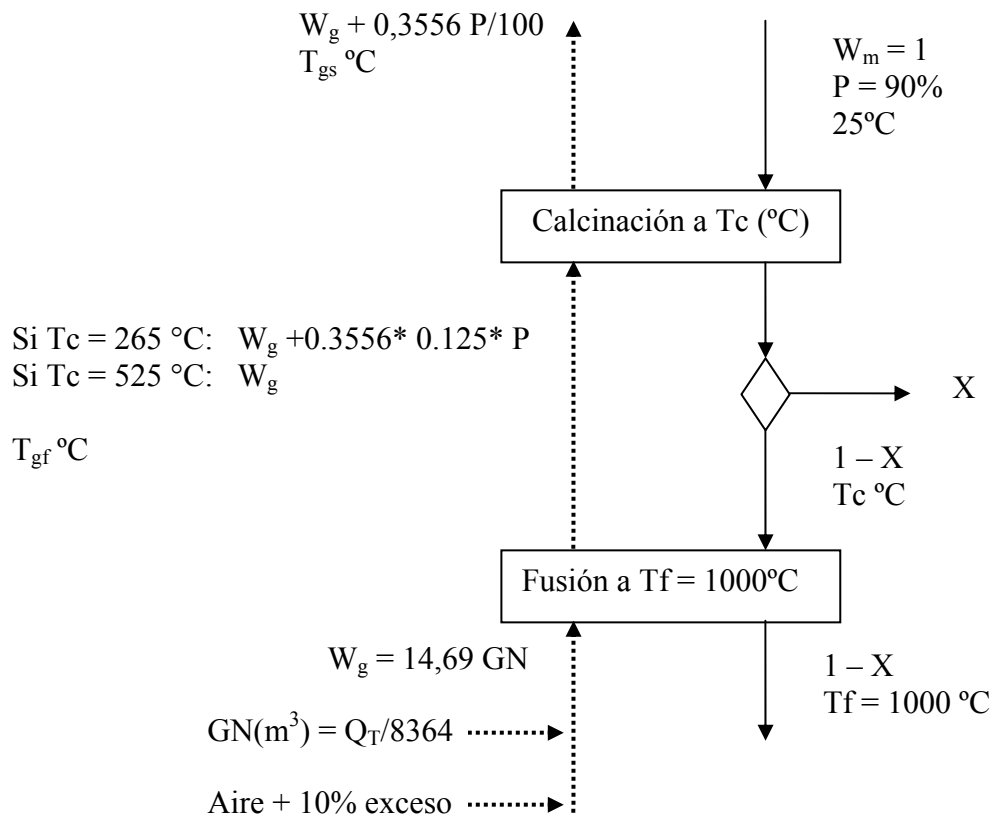 W_g + 0,3556 P/100
T_gs ºC
W_m = 1
P = 90%
25ºC
Calcinación a Tc (ºC)
Si Tc = 265 °C: W_g +0.3556* 0.125* P
Si Tc = 525 °C: W_g
T_gf ºC
X
1 – X
Tc ºC
Fusión a Tf = 1000ºC
W_g = 14,69 GN
1 – X
Tf = 1000 ºC
GN(m³) = Q_T/8364
Aire + 10% exceso